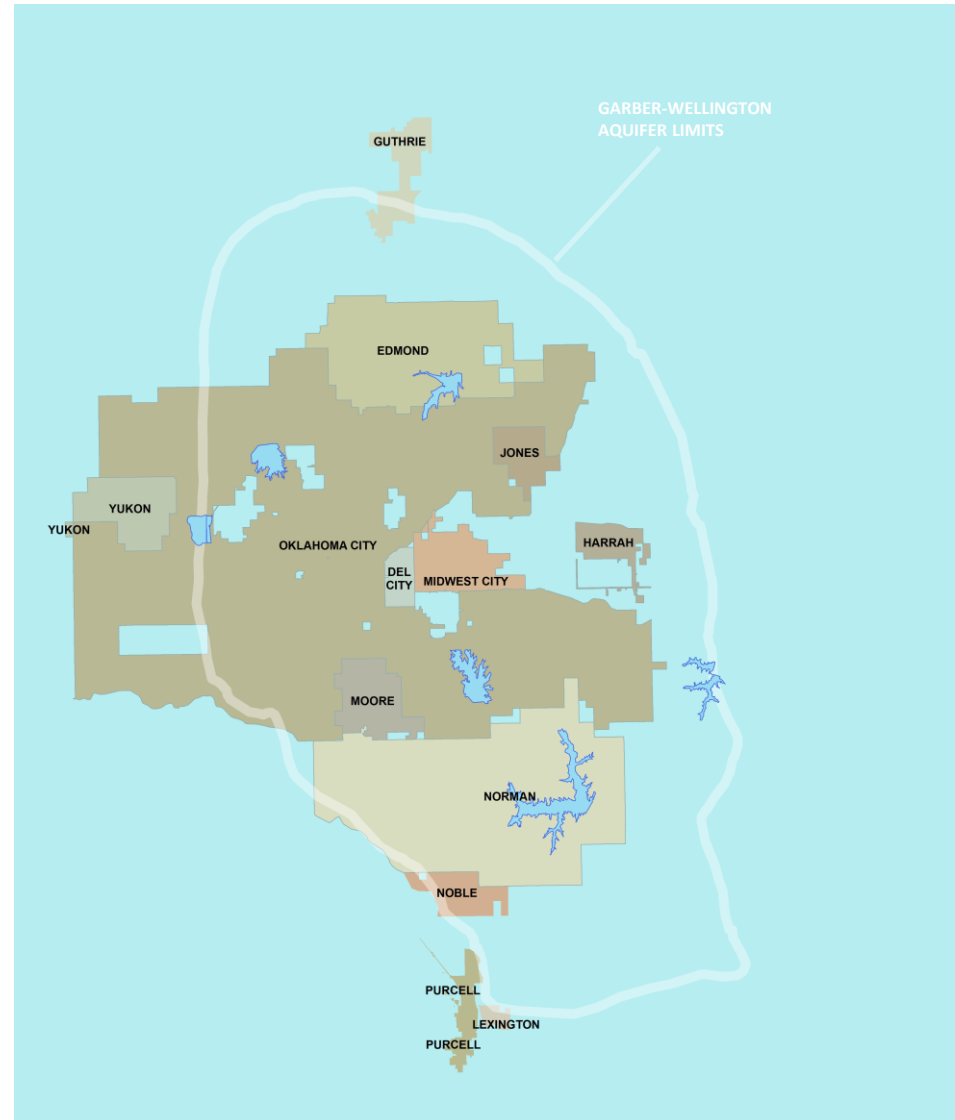 GARBER-WELLINGTON
AQUIFER LIMITS
GUTHRIE
EDMOND
JONES
YUKON
YUKON
OKLAHOMA CITY
HARRAH
DEL
CITY
MIDWEST CITY
MOORE
NORMAN
NOBLE
PURCELL
LEXINGTON
PURCELL